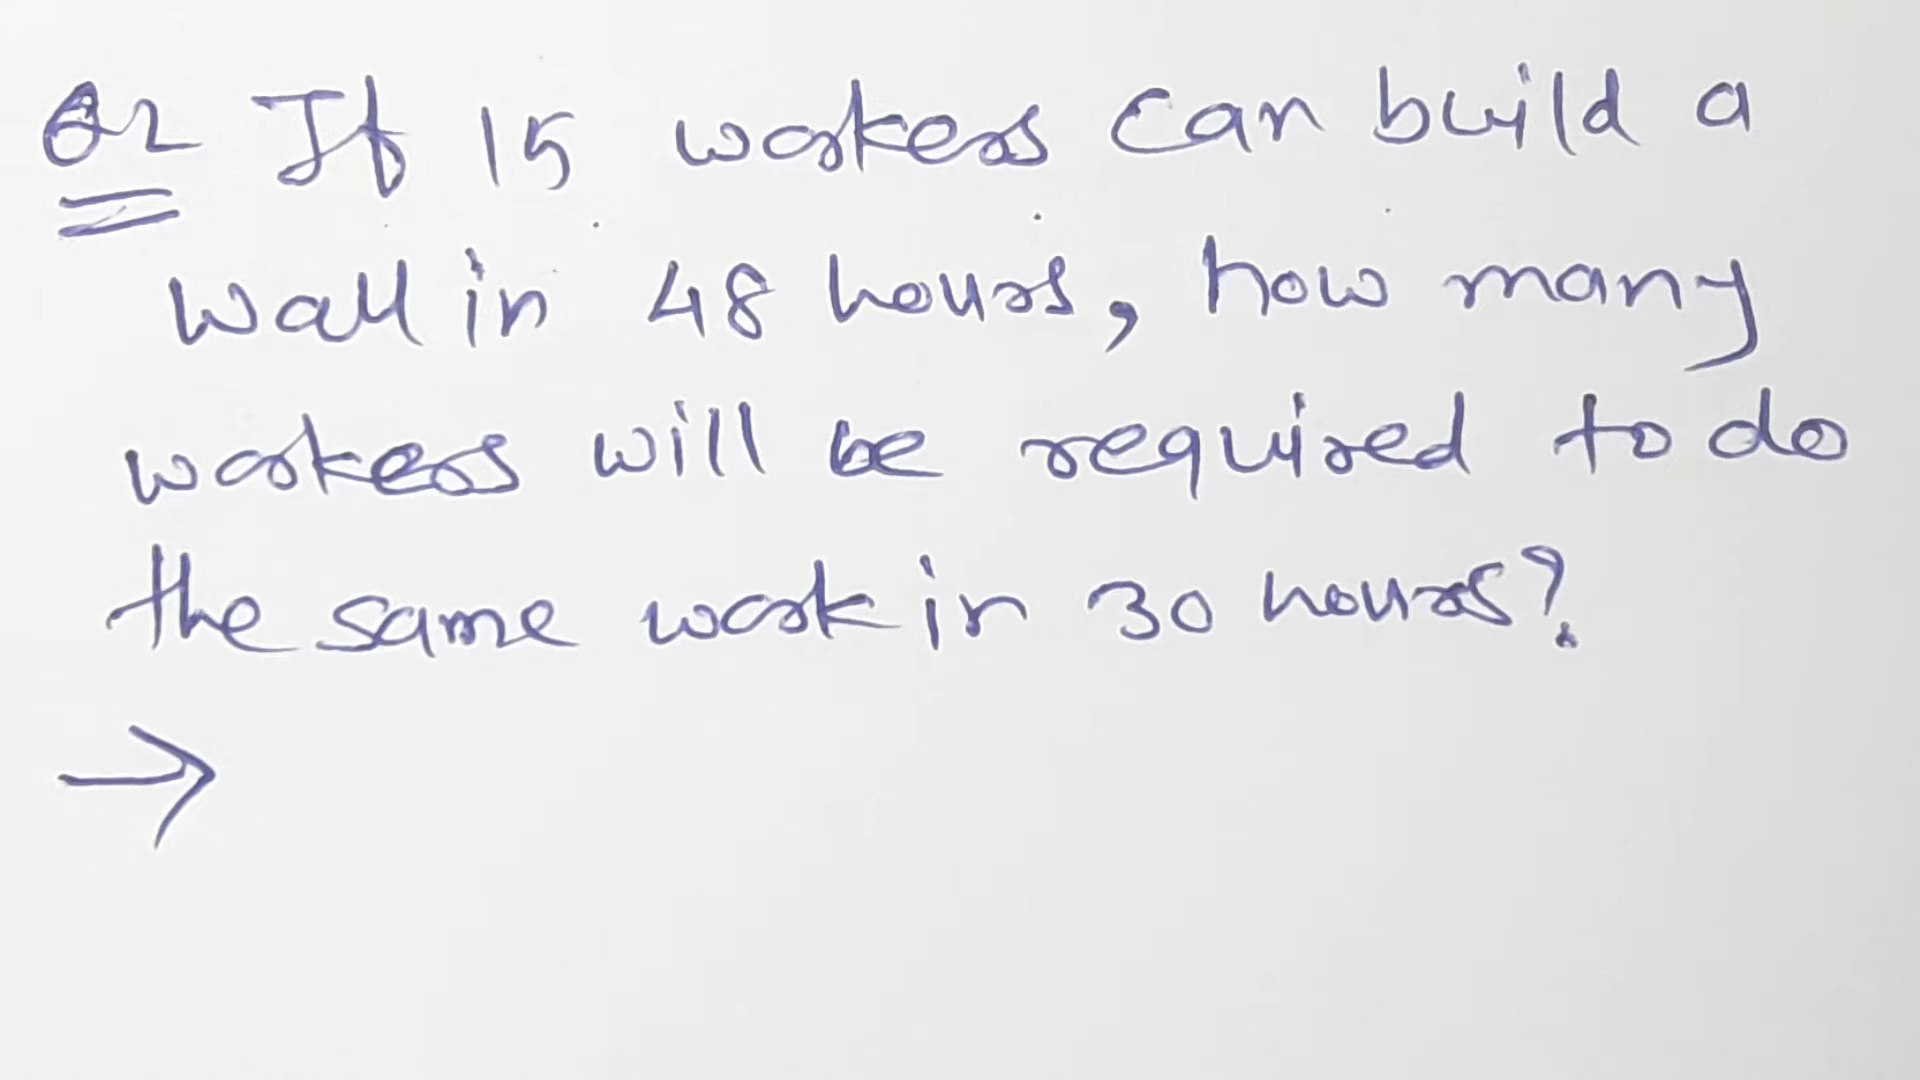 Q2 If 15 workers can build a
wall in 48 hours, how many
workers will be required to do
the same work in 30 hours?
→